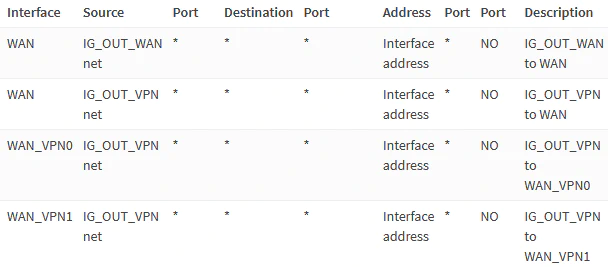 Interface Source Port Destination Port Address Port Port Description
WAN IG_OUT_WAN * * * Interface * NO IG_OUT_WAN
net address to WAN
WAN IG_OUT_VPN * * * Interface * NO IG_OUT_VPN
net address to WAN
WAN_VPN0 IG_OUT_VPN * * * Interface * NO IG_OUT_VPN
net address to
WAN_VPN0
WAN_VPN1 IG_OUT_VPN * * * Interface * NO IG_OUT_VPN
net address to
WAN_VPN1